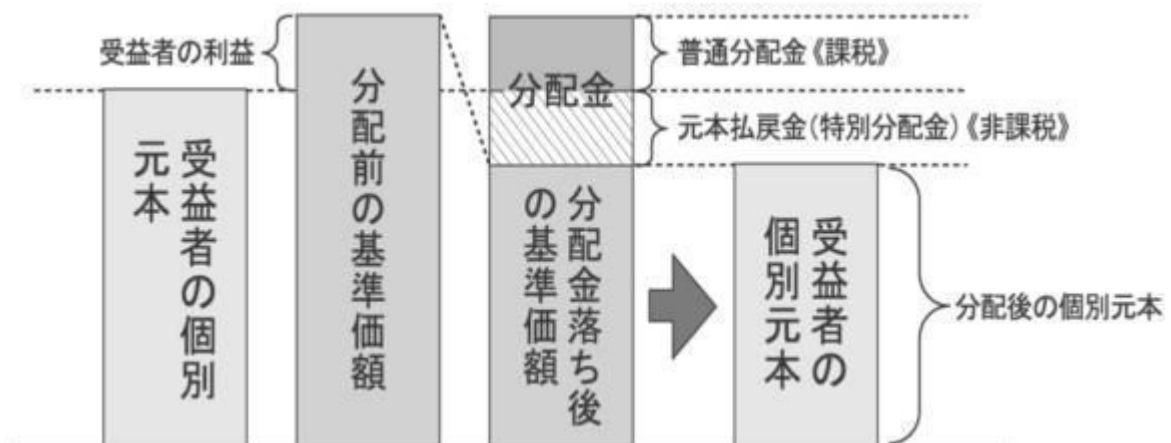 受益者の利益
受益者の個別
元本
分配前の基準価額
分配金
分配金落ち後
の基準価額
普通分配金《課税》
元本払戻金(特別分配金)《非課税》
受益者の
個別元本
分配後の個別元本